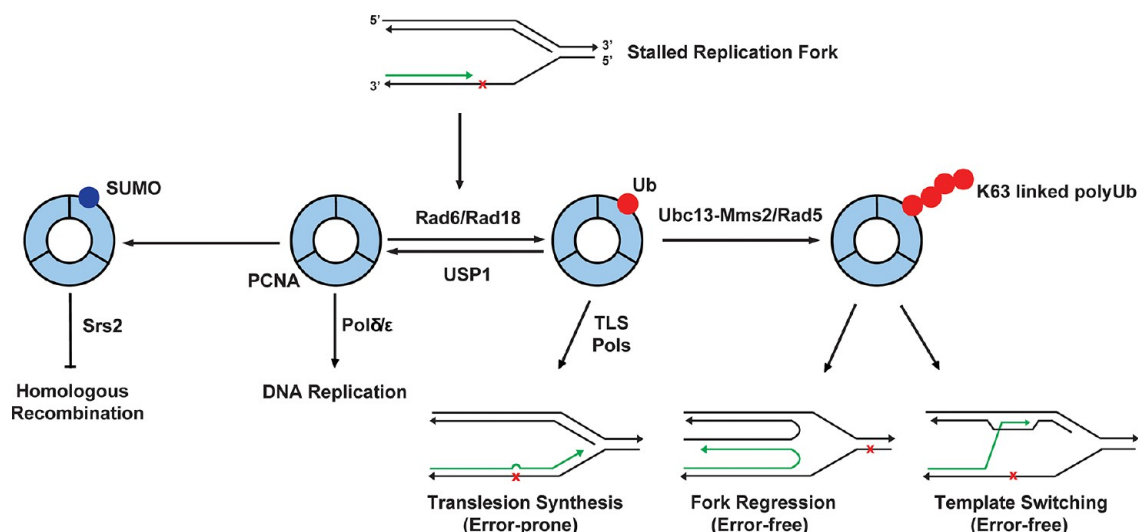 5'
3'
5'
Stalled Replication Fork
3'
SUMO
Ub
K63 linked polyUb
Rad6/Rad18
Ubc13-Mms2/Rad5
PCNA
USP1
Srs2
Polδ/ε
TLS
Pols
Homologous
Recombination
DNA Replication
Translesion Synthesis
(Error-prone)
Fork Regression
(Error-free)
Template Switching
(Error-free)